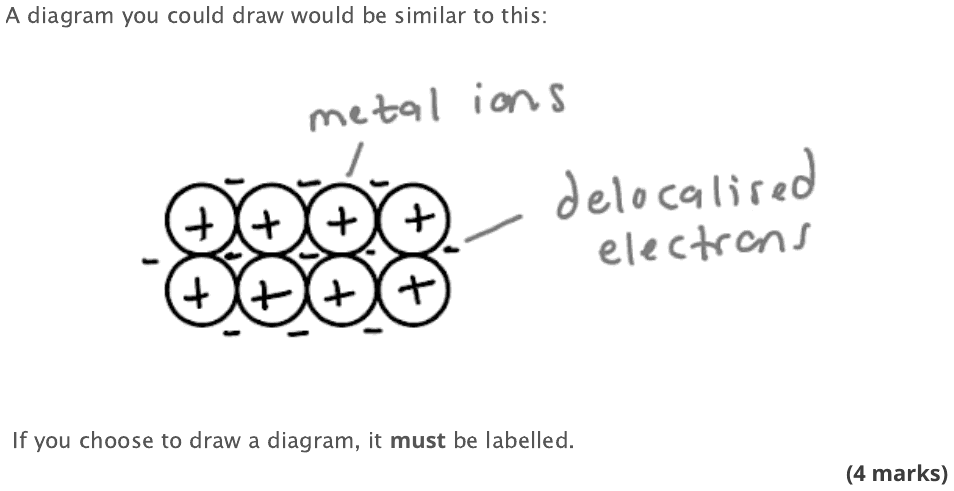 A diagram you could draw would be similar to this:
metal ions
- - -
+ + + +
delocalised
electrons
- - - - -
+ + + +
- - -
If you choose to draw a diagram, it must be labelled.
(4 marks)